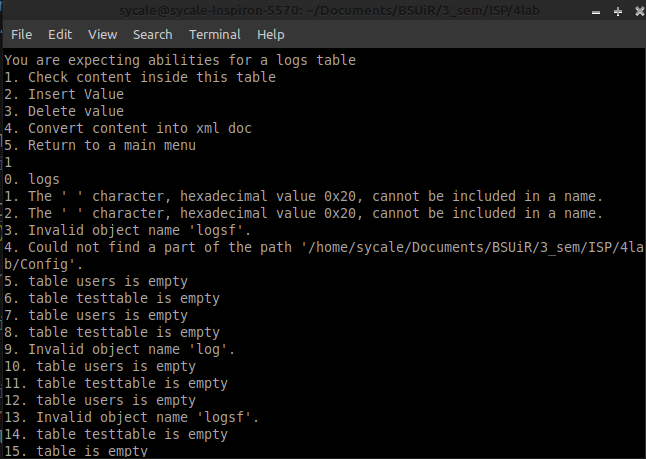 sycale@sycale-Inspiron-5570: ~/Documents/BSUiR/3_sem/ISP/4lab
File Edit View Search Terminal Help
You are expecting abilities for a logs table
1. Check content inside this table
2. Insert Value
3. Delete value
4. Convert content into xml doc
5. Return to a main menu
1
0. logs
1. The ' ' character, hexadecimal value 0x20, cannot be included in a name.
2. The ' ' character, hexadecimal value 0x20, cannot be included in a name.
3. Invalid object name 'logsf'.
4. Could not find a part of the path '/home/sycale/Documents/BSUiR/3_sem/ISP/4la
b/Config'.
5. table users is empty
6. table testtable is empty
7. table users is empty
8. table testtable is empty
9. Invalid object name 'log'.
10. table users is empty
11. table testtable is empty
12. table users is empty
13. Invalid object name 'logsf'.
14. table testtable is empty
15. table is empty